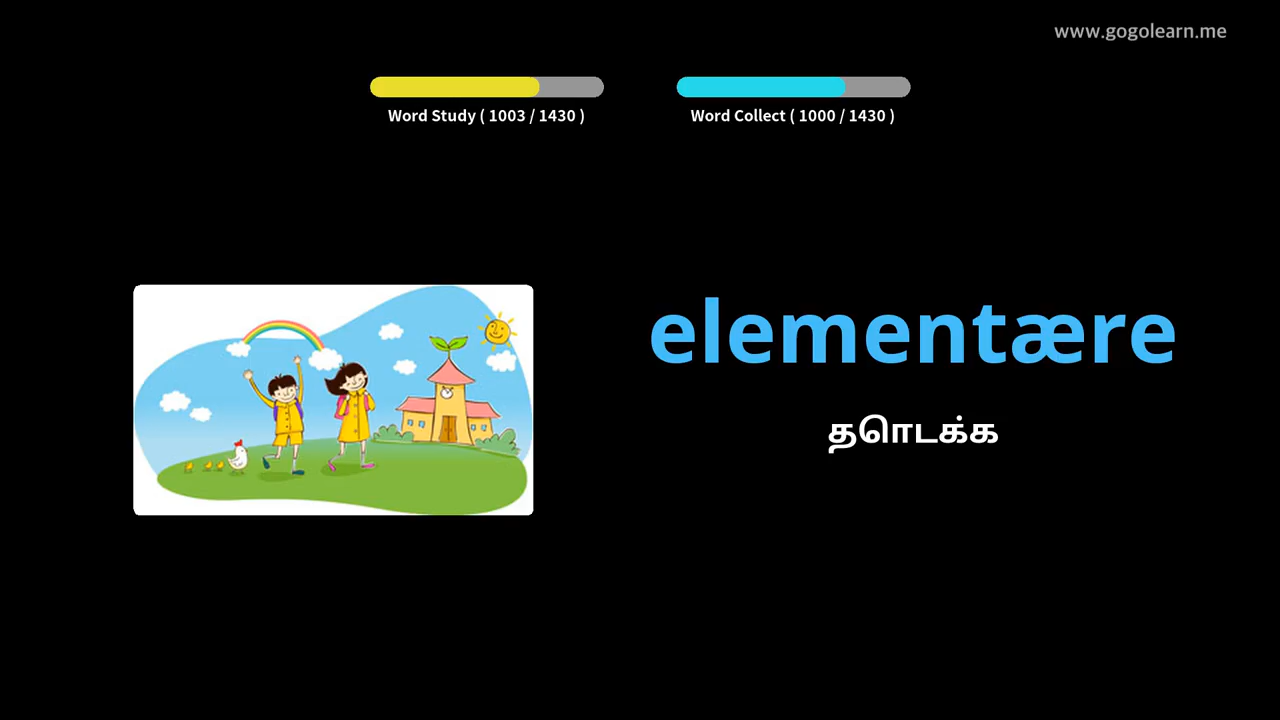 www.gogolearn.me
Word Study ( 1003 / 1430 )
Word Collect ( 1000 / 1430 )
elementære
தொடக்க